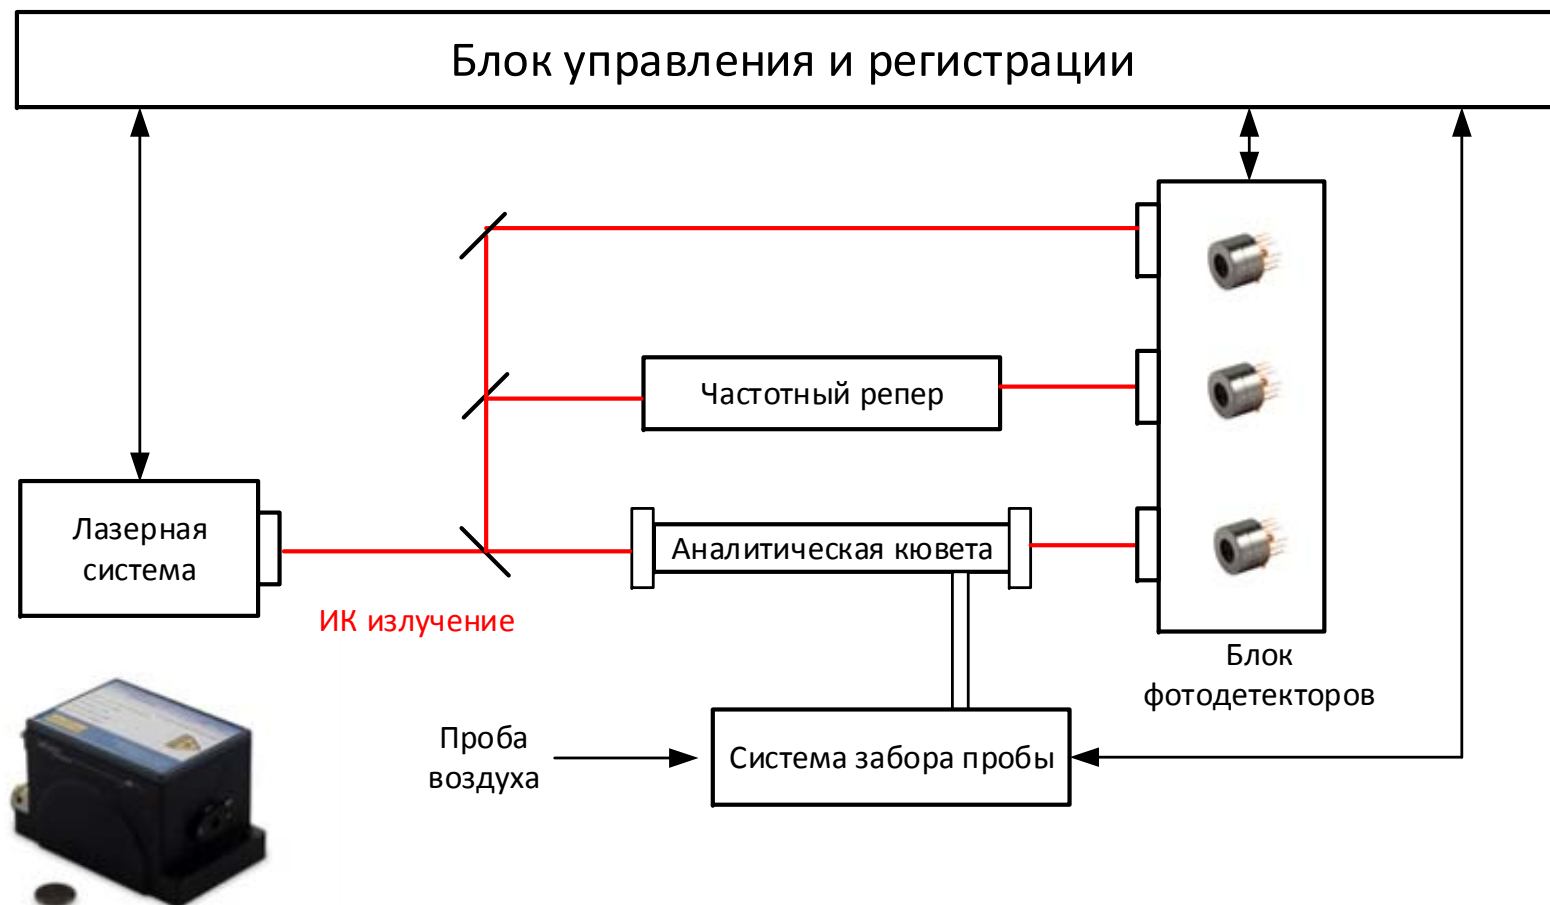 Блок управления и регистрации
Частотный репер
Лазерная
система
Аналитическая кювета
ИК излучение
Блок
фотодетекторов
Проба
воздуха
Система забора пробы